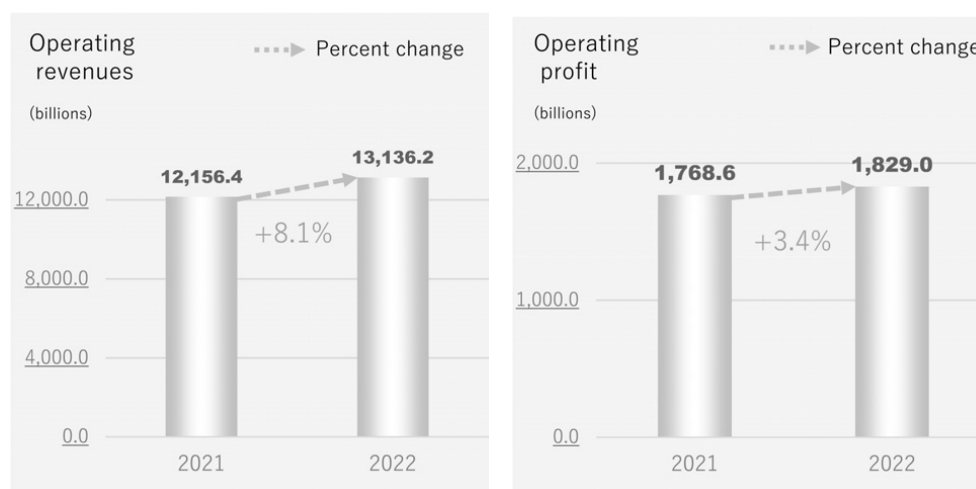 Operating
revenues
Percent change
(billions)
13,136.2
12,156.4
12,000.0
+8.1%
8,000.0
4,000.0
0.0
2021 2022
Operating
profit
Percent change
(billions)
2,000.0
1,768.6
1,829.0
+3.4%
1,000.0
0.0
2021 2022